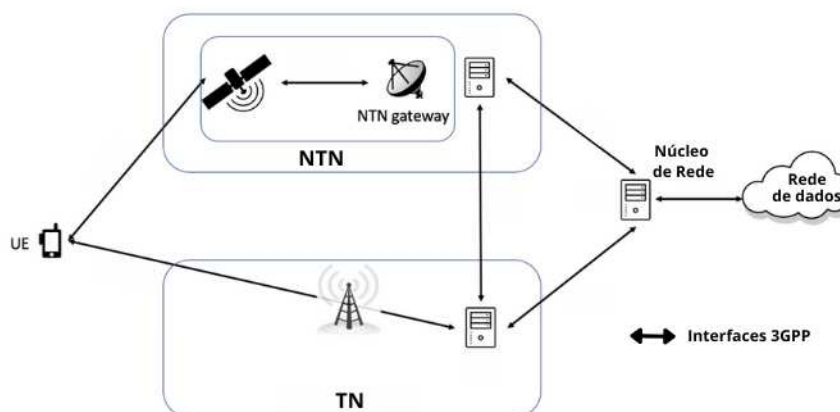 NTN gateway
NTN
Núcleo
de Rede
Rede
de dados
UE
Interfaces 3GPP
TN